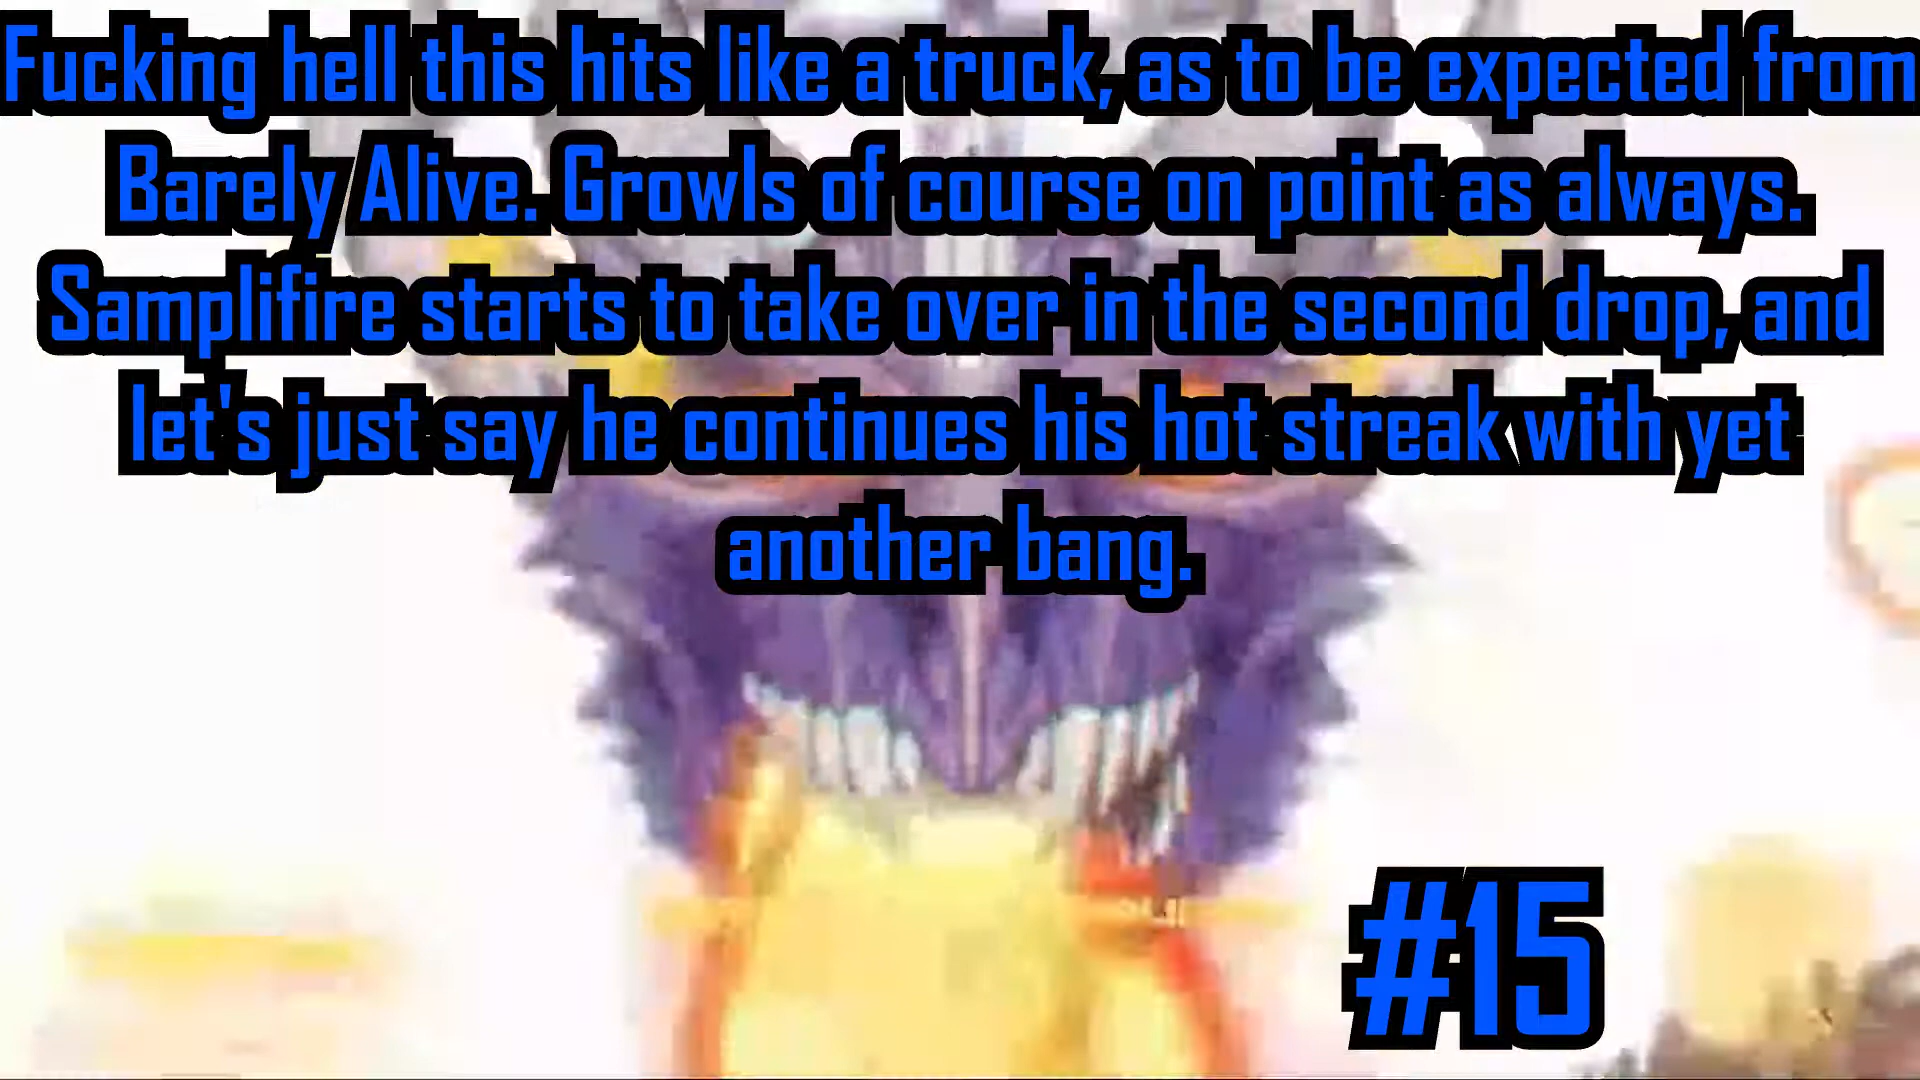 Fucking hell this hits like a truck, as to be expected from
Barely Alive. Growls of course on point as always.
Samplifire starts to take over in the second drop, and
let's just say he continues his hot streak with yet
another bang.
#15